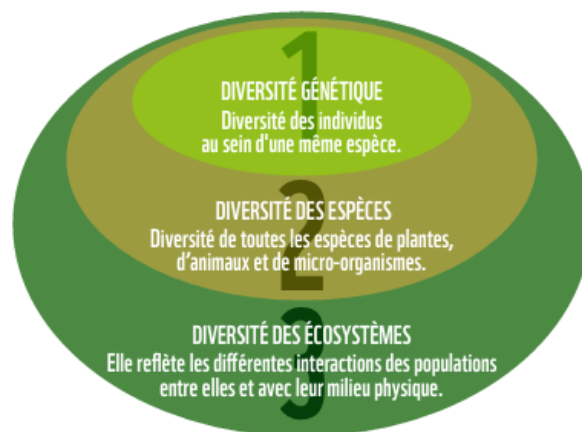 1
DIVERSITÉ GÉNÉTIQUE
Diversité des individus
au sein d'une même espèce.
2
DIVERSITÉ DES ESPÈCES
Diversité de toutes les espèces de plantes,
d'animaux et de micro-organismes.
3
DIVERSITÉ DES ÉCOSYSTÈMES
Elle reflète les différentes interactions des populations
entre elles et avec leur milieu physique.